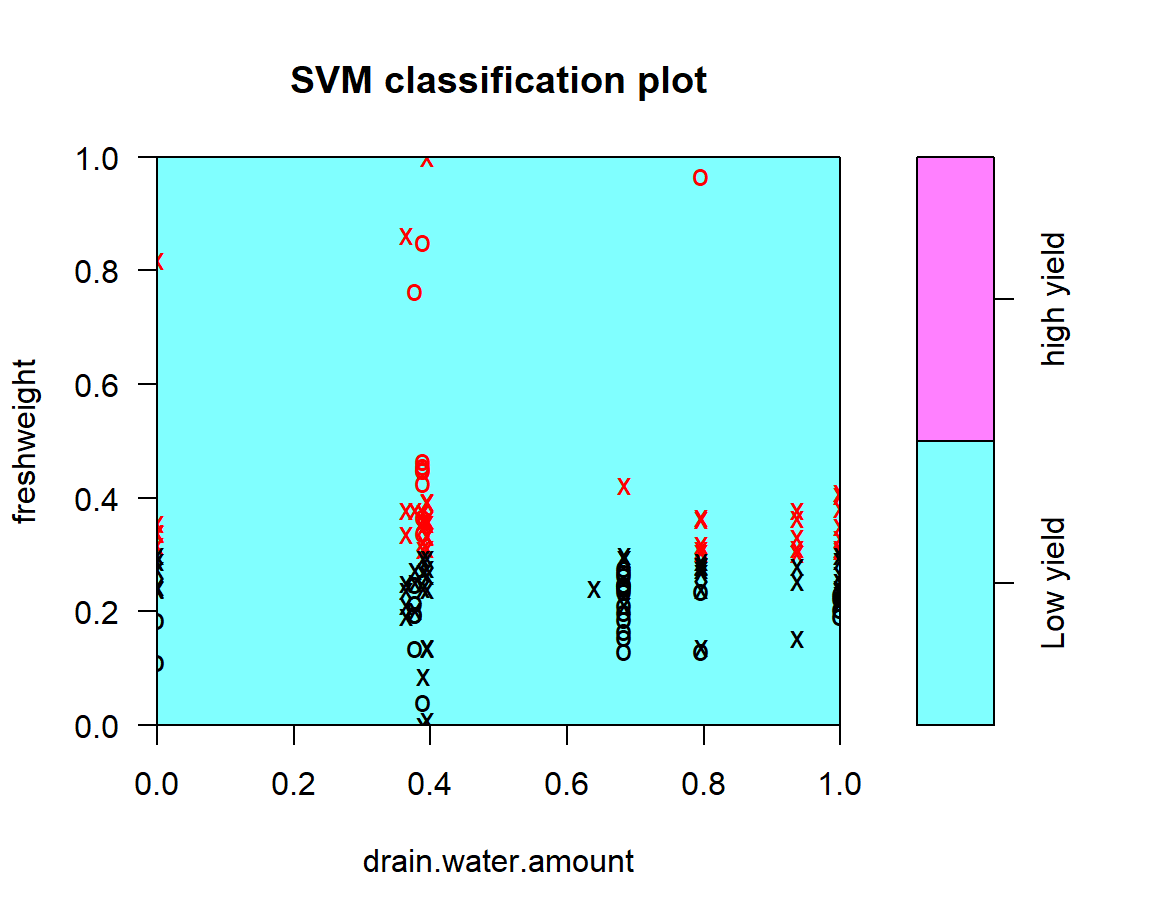 SVM classification plot
1.0
0.8
0.6
0.4
0.2
0.0
freshweight
0.0 0.2 0.4 0.6 0.8 1.0
drain.water.amount
high yield
Low yield